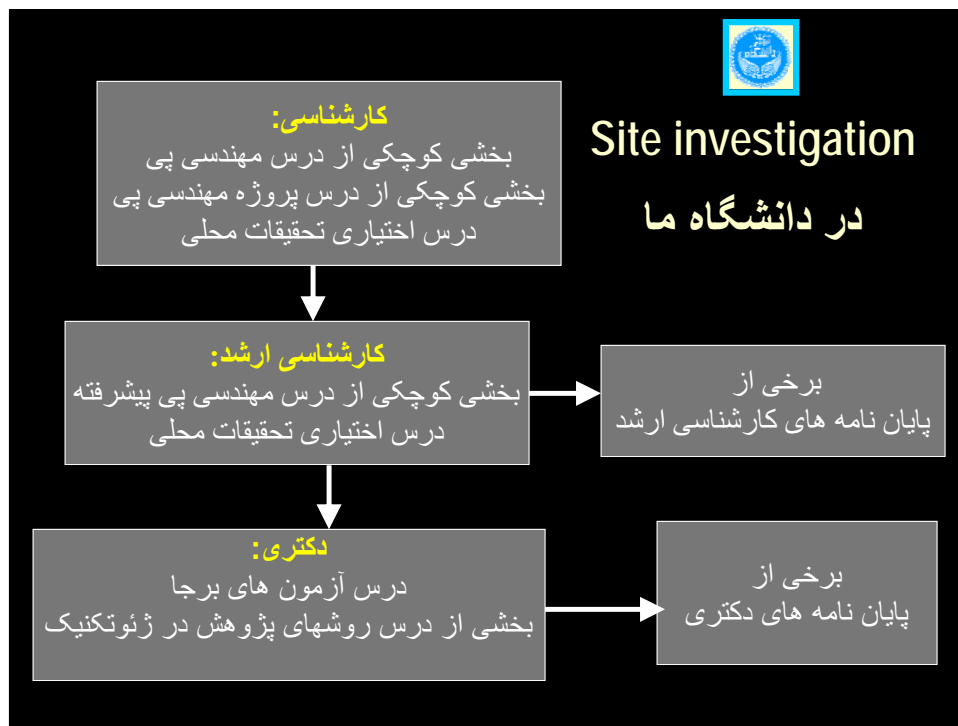 Site investigation
در دانشگاه ما
کارشناسی:
بخشی کوچکی از درس مهندسی پی
بخشی کوچکی از درس پروژه مهندسی پی
درس اختیاری تحقیقات محلی
کارشناسی ارشد:
بخشی کوچکی از درس مهندسی پی پیشرفته
درس اختیاری تحقیقات محلی
برخی از
پایان نامه های کارشناسی ارشد
دکتری:
درس آزمون های برجا
بخشی از درس روشهای پژوهش در ژئوتکنیک
برخی از
پایان نامه های دکتری